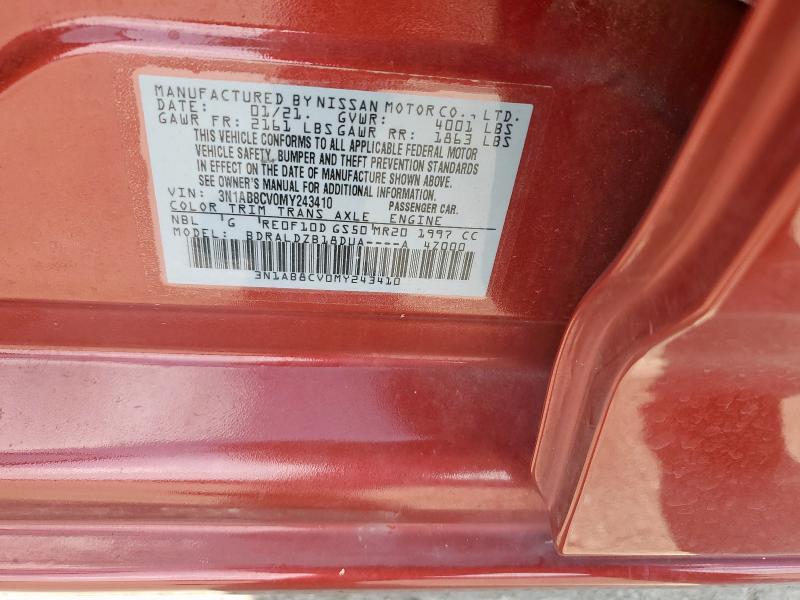 MANUFACTURED BY NISSAN MOTOR CO., LTD.
DATE: 01/21. GVWR: 4001 LBS
GAWR FR: 2161 LBS GAWR RR: 1863 LBS
THIS VEHICLE CONFORMS TO ALL APPLICABLE FEDERAL MOTOR
VEHICLE SAFETY, BUMPER AND THEFT PREVENTION STANDARDS
IN EFFECT ON THE DATE OF MANUFACTURE SHOWN ABOVE.
SEE OWNER'S MANUAL FOR ADDITIONAL INFORMATION.
VIN: 3N1AB8CV0MY243410 PASSENGER CAR.
COLOR TRIM TRANS AXLE ENGINE
NBL G RE0F10D GS50 MR20 1997 CC
MODEL: BDRALDZB18DUA----A 47000
3N1AB8CV0MY243410